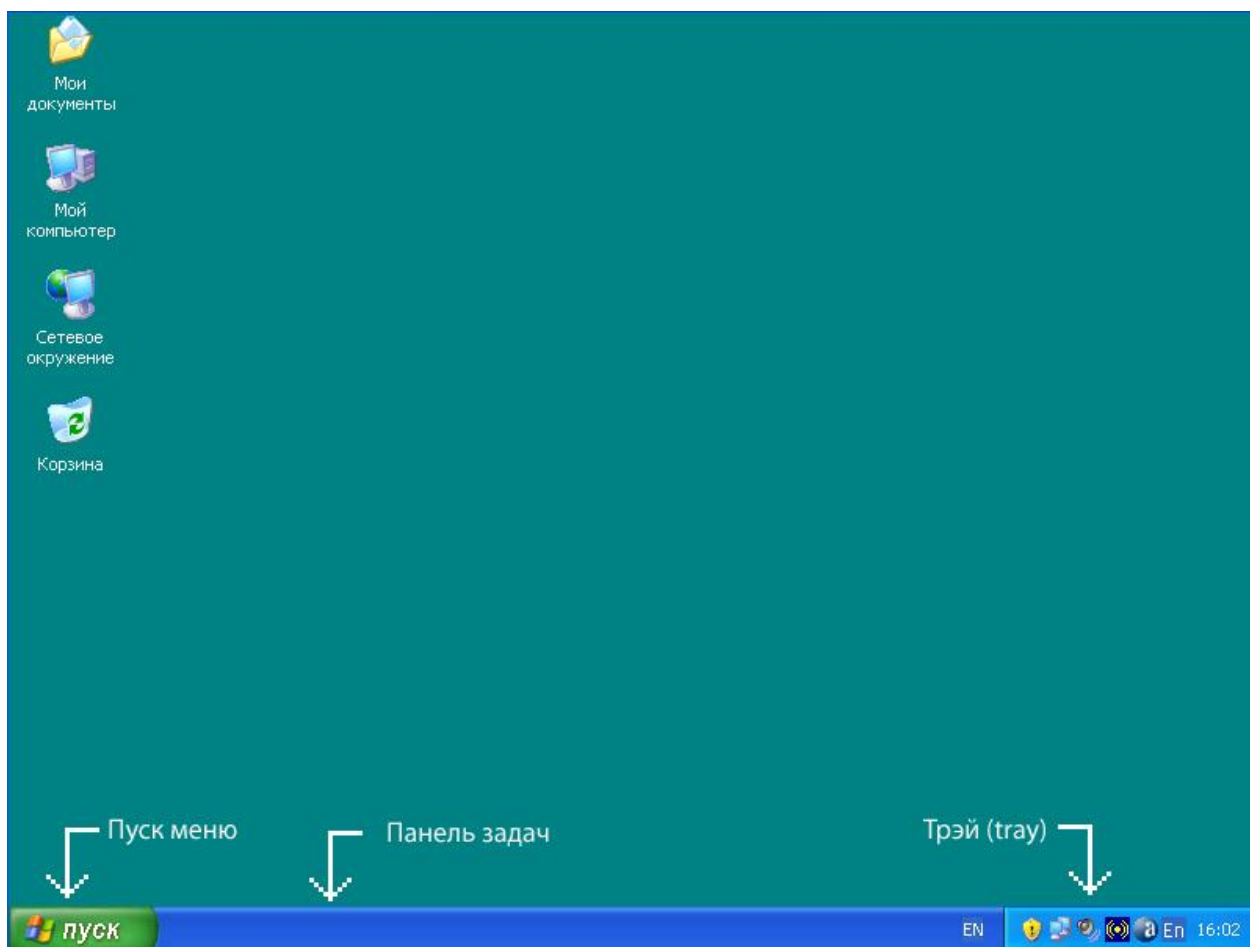 Мои
документы
Мой
компьютер
Сетевое
окружение
Корзина
Пуск меню
Панель задач
Трэй (tray)
пуск
EN
En 16:02